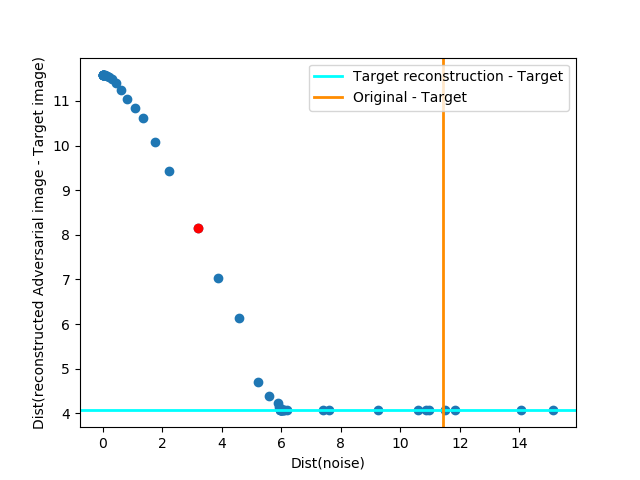 Target reconstruction - Target
Original - Target
11
10
9
8
7
6
5
4
Dist(reconstructed Adversarial image - Target image)
0 2 4 6 8 10 12 14
Dist(noise)